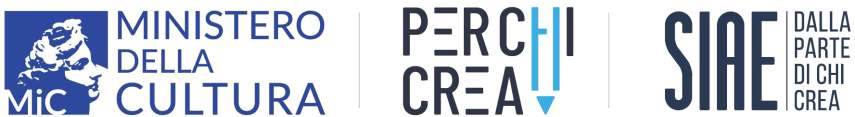 MiC
MINISTERO
DELLA
CULTURA
PER CHI
CREA
SIAE
DALLA
PARTE
DI CHI
CREA